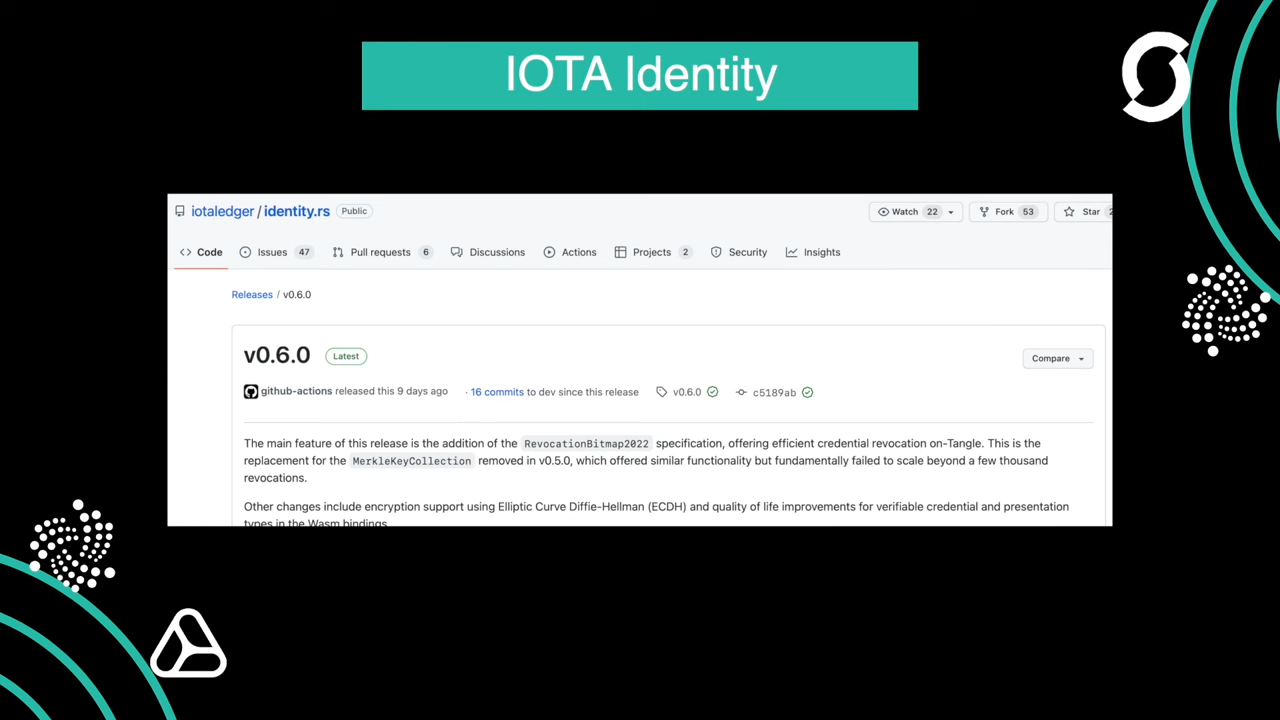 IOTA Identity
iotaledger / identity.rs Public
Watch 22 Fork 53 Star
Code Issues 47 Pull requests 6 Discussions Actions Projects 2 Security Insights
Releases / v0.6.0
v0.6.0 Latest
Compare
github-actions released this 9 days ago · 16 commits to dev since this release v0.6.0 c5189ab
The main feature of this release is the addition of the RevocationBitmap2022 specification, offering efficient credential revocation on-Tangle. This is the
replacement for the MerkleKeyCollection removed in v0.5.0, which offered similar functionality but fundamentally failed to scale beyond a few thousand
revocations.
Other changes include encryption support using Elliptic Curve Diffie-Hellman (ECDH) and quality of life improvements for verifiable credential and presentation
types in the Wasm bindings.